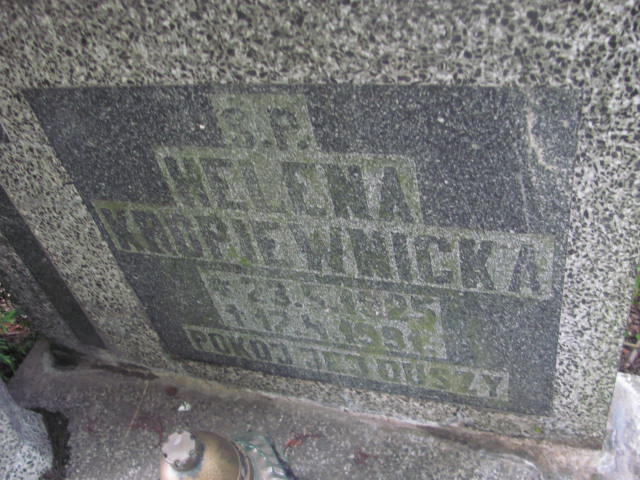 Ś.P.
HELENA
KROPIEWNICKA
POKÓJ JEJ DUSZY